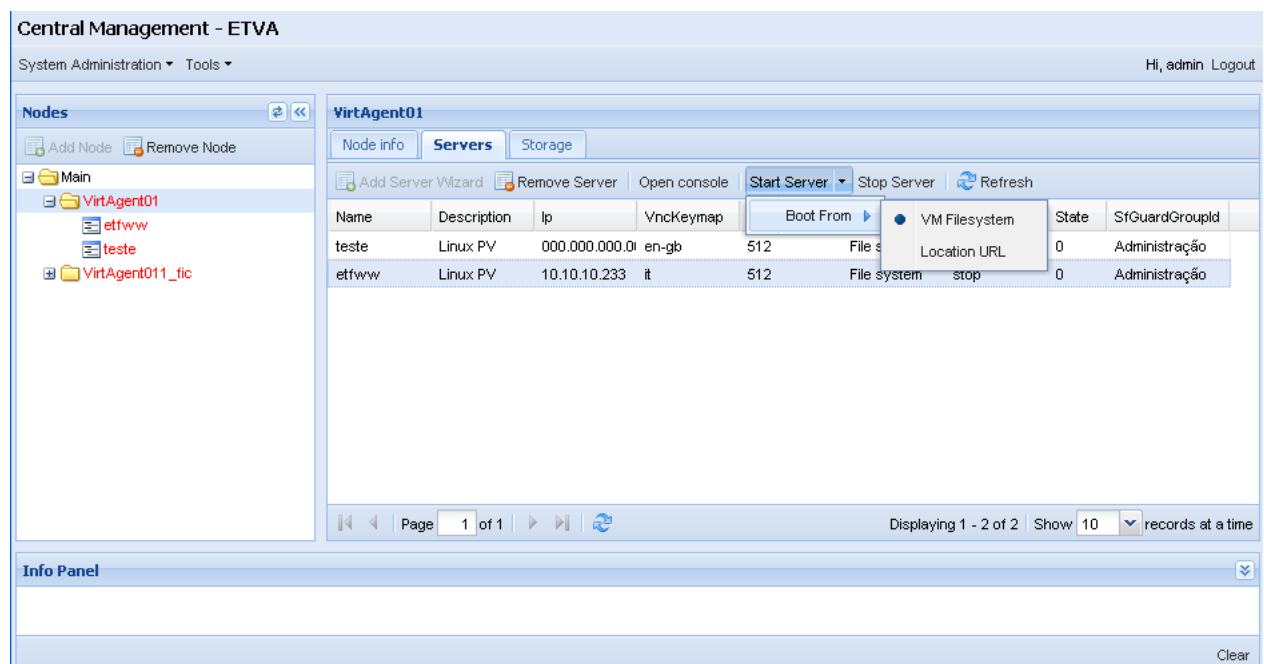 Central Management - ETVA
System Administration Tools Hi, admin Logout
Nodes
Add Node Remove Node
Main
VirtAgent01
etfww
teste
VirtAgent011_fic
VirtAgent01
Node info Servers Storage
Add Server Wizard Remove Server Open console Start Server Stop Server Refresh
Boot From
VM Filesystem
Location URL
Name Description Ip VncKeymap State SfGuardGroupId
teste Linux PV 000.000.000.0 en-gb 512 File s 0 Administração
etfww Linux PV 10.10.10.233 it 512 File system stop 0 Administração
Page 1 of 1 Displaying 1 - 2 of 2 Show 10 records at a time
Info Panel
Clear